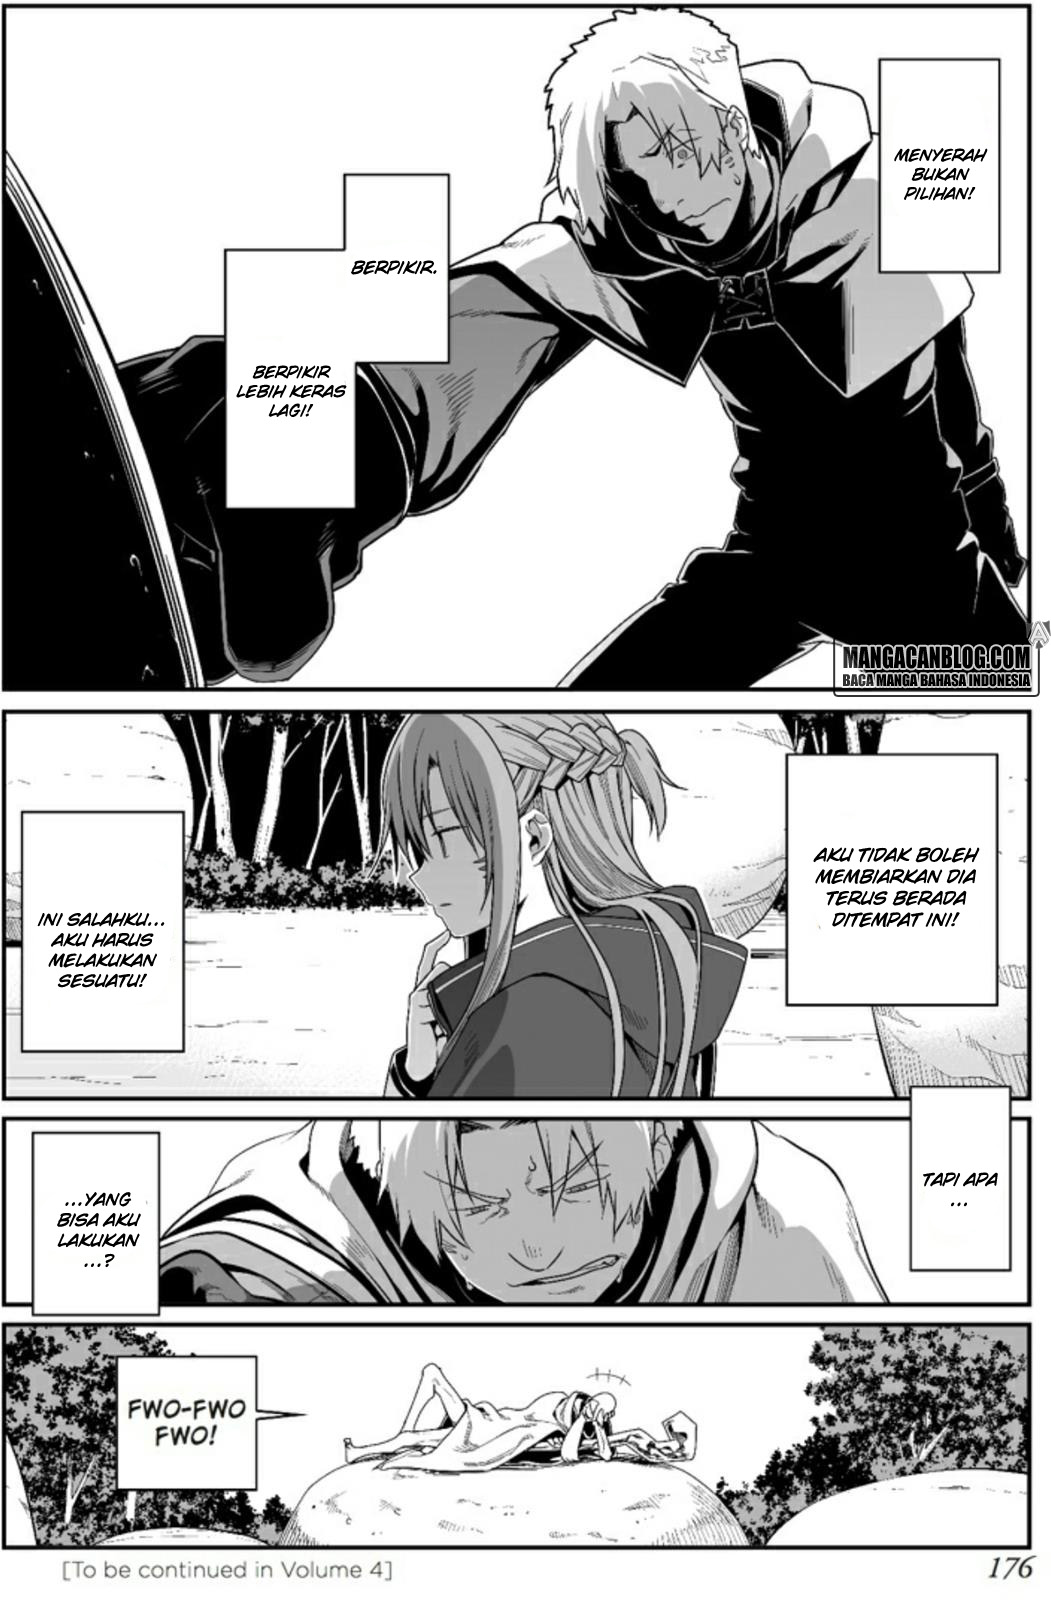 MENYERAH
BUKAN
PILIHAN!
BERPIKIR.
BERPIKIR
LEBIH KERAS
LAGI!
MANGACANBLOG.COM
BACA MANGA BAHASA INDONESIA
AKU TIDAK BOLEH
MEMBIARKAN DIA
TERUS BERADA
DITEMPAT INI!
INI SALAHKU...
AKU HARUS
MELAKUKAN
SESUATU!
TAPI APA
...
...YANG
BISA AKU
LAKUKAN
...?
FWO-FWO
FWO!
[To be continued in Volume 4]
176